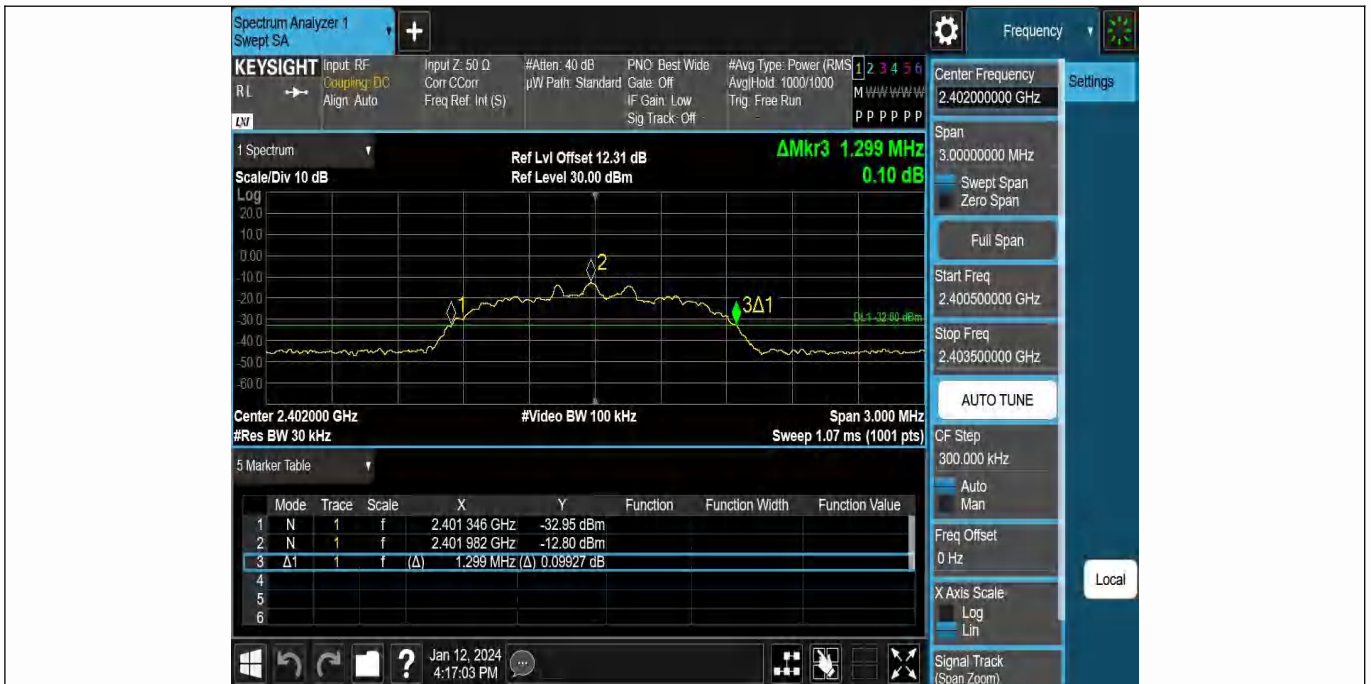 Spectrum Analyzer 1
Swept SA
+
Frequency
KEYSIGHT
RL
LXI
Input: RF
Coupling: DC
Align: Auto
Input Z: 50 Ω
Corr CCorr
Freq Ref: Int (S)
#Atten: 40 dB
µW Path: Standard
PNO: Best Wide
Gate: Off
IF Gain: Low
Sig Track: Off
#Avg Type: Power (RMS
Avg|Hold: 1000/1000
Trig: Free Run
1 2 3 4 5 6
M W W W W W
P P P P P P
1 Spectrum
Scale/Div 10 dB
Ref Lvl Offset 12.31 dB
Ref Level 30.00 dBm
ΔMkr3 1.299 MHz
0.10 dB
Log
20.0
10.0
0.00
-10.0
-20.0
-30.0
-40.0
-50.0
-60.0
1
2
3Δ1
DL1 -32.80 dBm
Center 2.402000 GHz
#Res BW 30 kHz
#Video BW 100 kHz
Span 3.000 MHz
Sweep 1.07 ms (1001 pts)
5 Marker Table
Mode Trace Scale X Y Function Function Width Function Value
1 N 1 f 2.401 346 GHz -32.95 dBm
2 N 1 f 2.401 982 GHz -12.80 dBm
3 Δ1 1 f (Δ) 1.299 MHz (Δ) 0.09927 dB
4
5
6
Jan 12, 2024
4:17:03 PM
Center Frequency
2.402000000 GHz
Settings
Span
3.00000000 MHz
Swept Span
Zero Span
Full Span
Start Freq
2.400500000 GHz
Stop Freq
2.403500000 GHz
AUTO TUNE
CF Step
300.000 kHz
Auto
Man
Freq Offset
0 Hz
X Axis Scale
Log
Lin
Signal Track
(Span Zoom)
Local